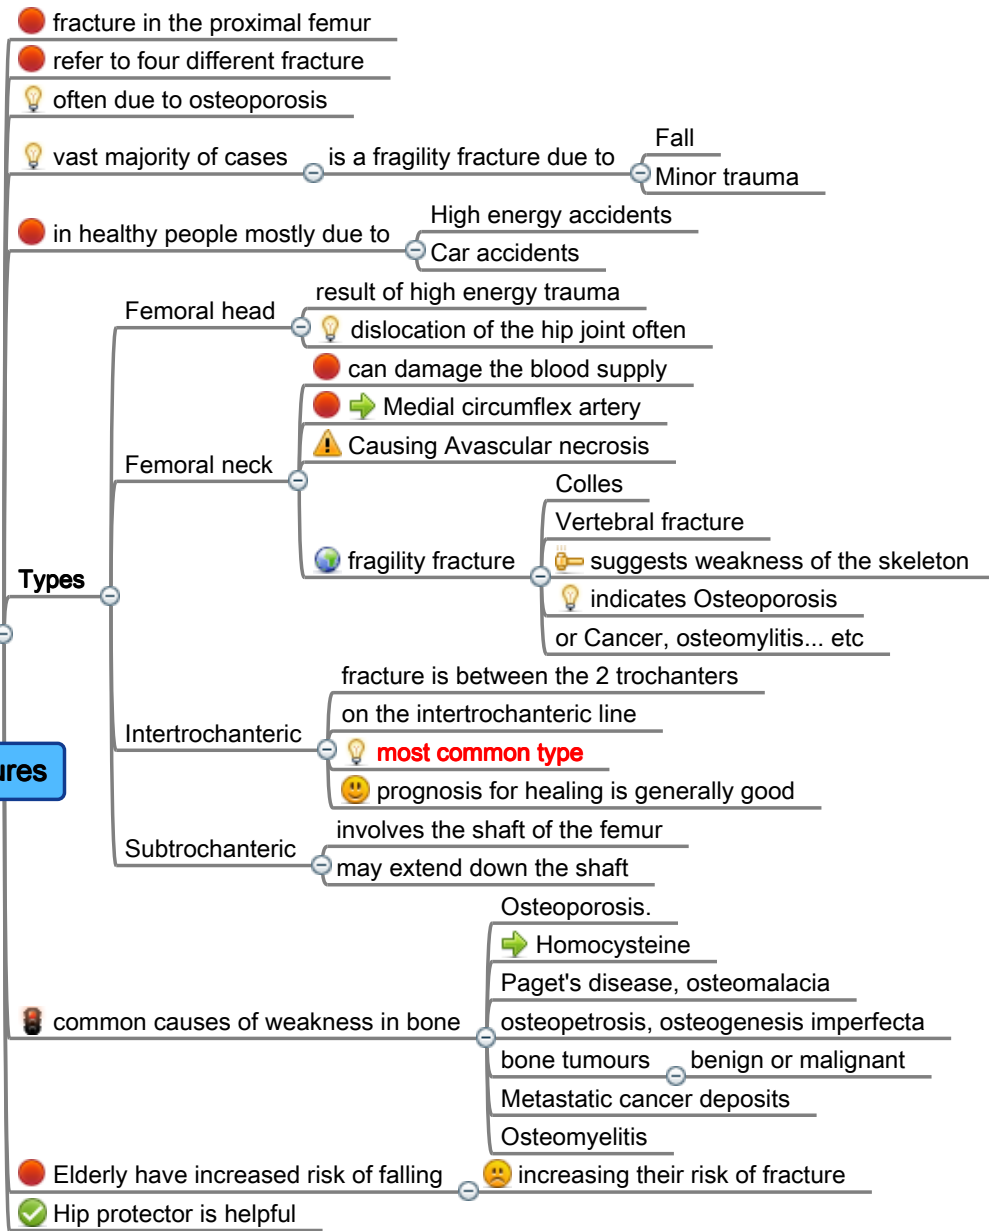 fracture in the proximal femur
refer to four different fracture
often due to osteoporosis
vast majority of cases
is a fragility fracture due to
Fall
Minor trauma
in healthy people mostly due to
High energy accidents
Car accidents
Types
Femoral head
result of high energy trauma
dislocation of the hip joint often
Femoral neck
can damage the blood supply
Medial circumflex artery
Causing Avascular necrosis
fragility fracture
Colles
Vertebral fracture
suggests weakness of the skeleton
indicates Osteoporosis
or Cancer, osteomylitis... etc
Intertrochanteric
fracture is between the 2 trochanters
on the intertrochanteric line
most common type
prognosis for healing is generally good
Subtrochanteric
involves the shaft of the femur
may extend down the shaft
common causes of weakness in bone
Osteoporosis.
Homocysteine
Paget's disease, osteomalacia
osteopetrosis, osteogenesis imperfecta
bone tumours
benign or malignant
Metastatic cancer deposits
Osteomyelitis
Elderly have increased risk of falling
increasing their risk of fracture
Hip protector is helpful